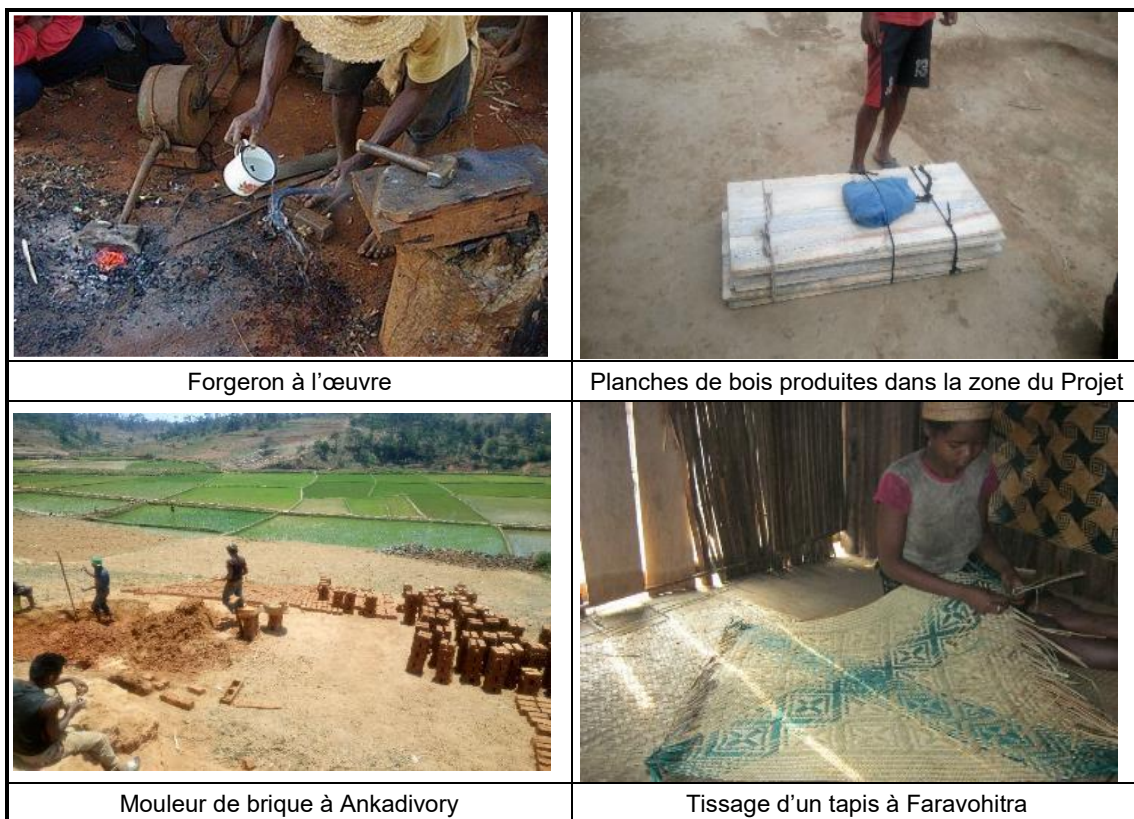 Forgeron à l’œuvre
Planches de bois produites dans la zone du Projet
13
Mouleur de brique à Ankadivory
Tissage d’un tapis à Faravohitra